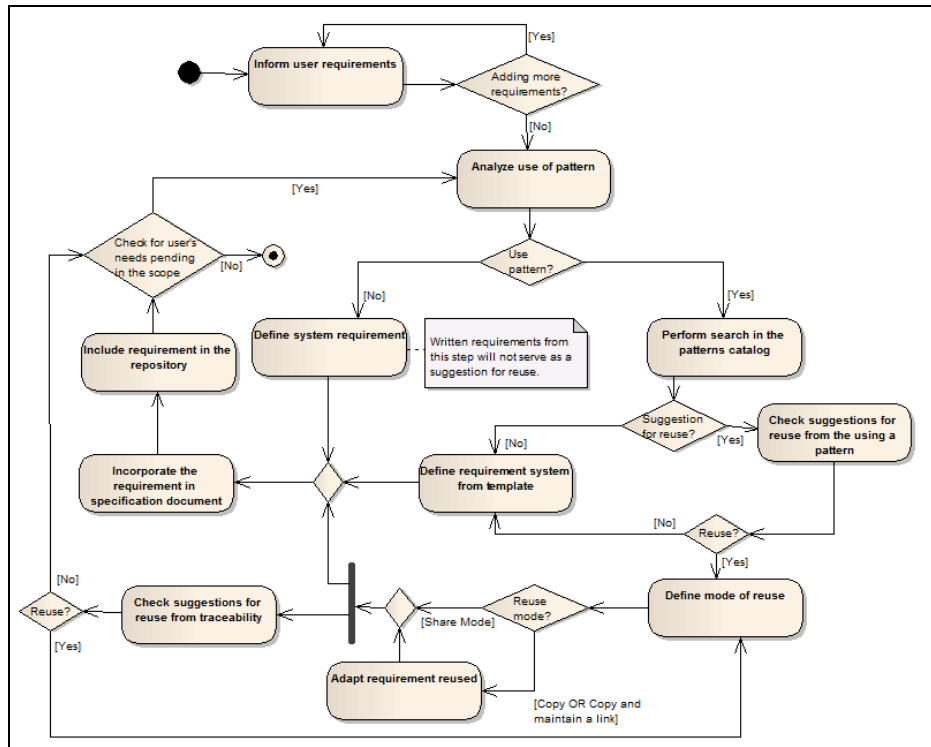 [Yes]
Inform user requirements
Adding more
requirements?
[No]
Analyze use of pattern
[Yes]
Check for user's
needs pending
in the scope
[No]
Use
pattern?
[No]
[Yes]
Define system requirement
Written requirements from
this step will not serve as a
suggestion for reuse.
Perform search in the
patterns catalog
Include requirement in the
repository
Suggestion
for reuse?
[Yes]
Check suggestions for
reuse from the using a
pattern
[No]
Incorporate the
requirement in
specification document
Define requirement system
from template
[No]
Reuse?
[Yes]
[No]
Reuse?
[Yes]
Check suggestions for
reuse from traceability
[Share Mode]
Reuse
mode?
Define mode of reuse
Adapt requirement reused
[Copy OR Copy and
maintain a link]